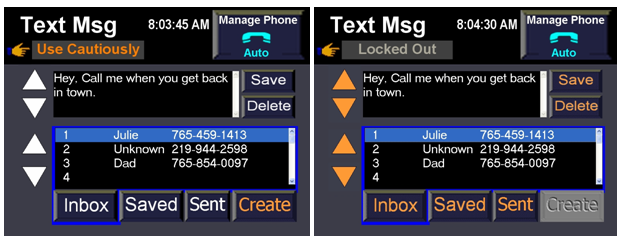 Text Msg 8:03:45 AM Manage Phone
Use Cautiously Auto
Hey. Call me when you get back
in town.
Save
Delete
1 Julie 765-459-1413
2 Unknown 219-944-2598
3 Dad 765-854-0097
4
Inbox Saved Sent Create
Text Msg 8:04:30 AM Manage Phone
Locked Out Auto
Hey. Call me when you get back
in town.
Save
Delete
1 Julie 765-459-1413
2 Unknown 219-944-2598
3 Dad 765-854-0097
4
Inbox Saved Sent Create